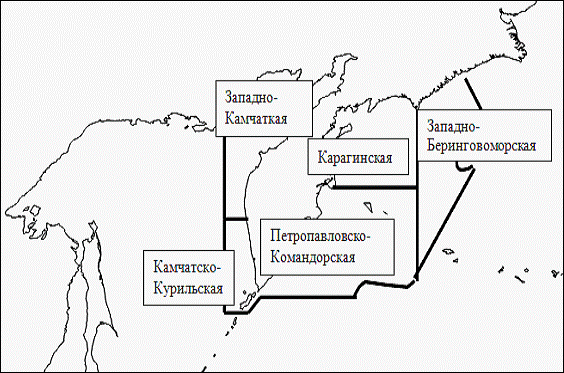 Западно-
Камчаткая
Карагинская
Западно-
Беринговоморская
Петропавловско-
Командорская
Камчатско-
Курильская